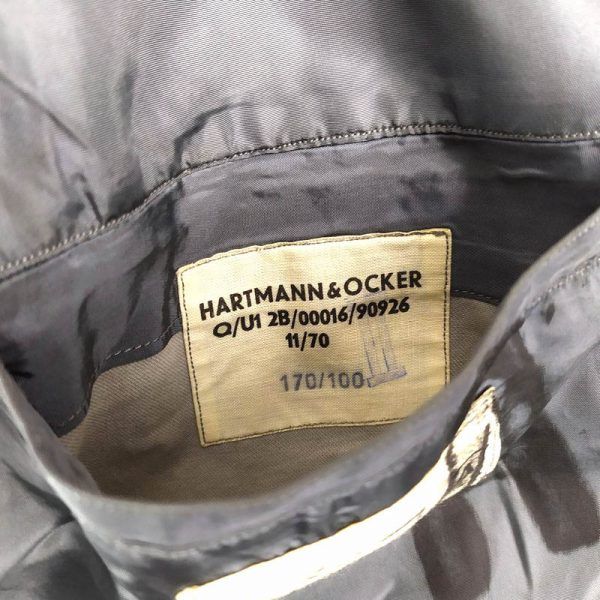 HARTMANN&OCKER
Q/U1 2B/00016/90926
11/70
170/100